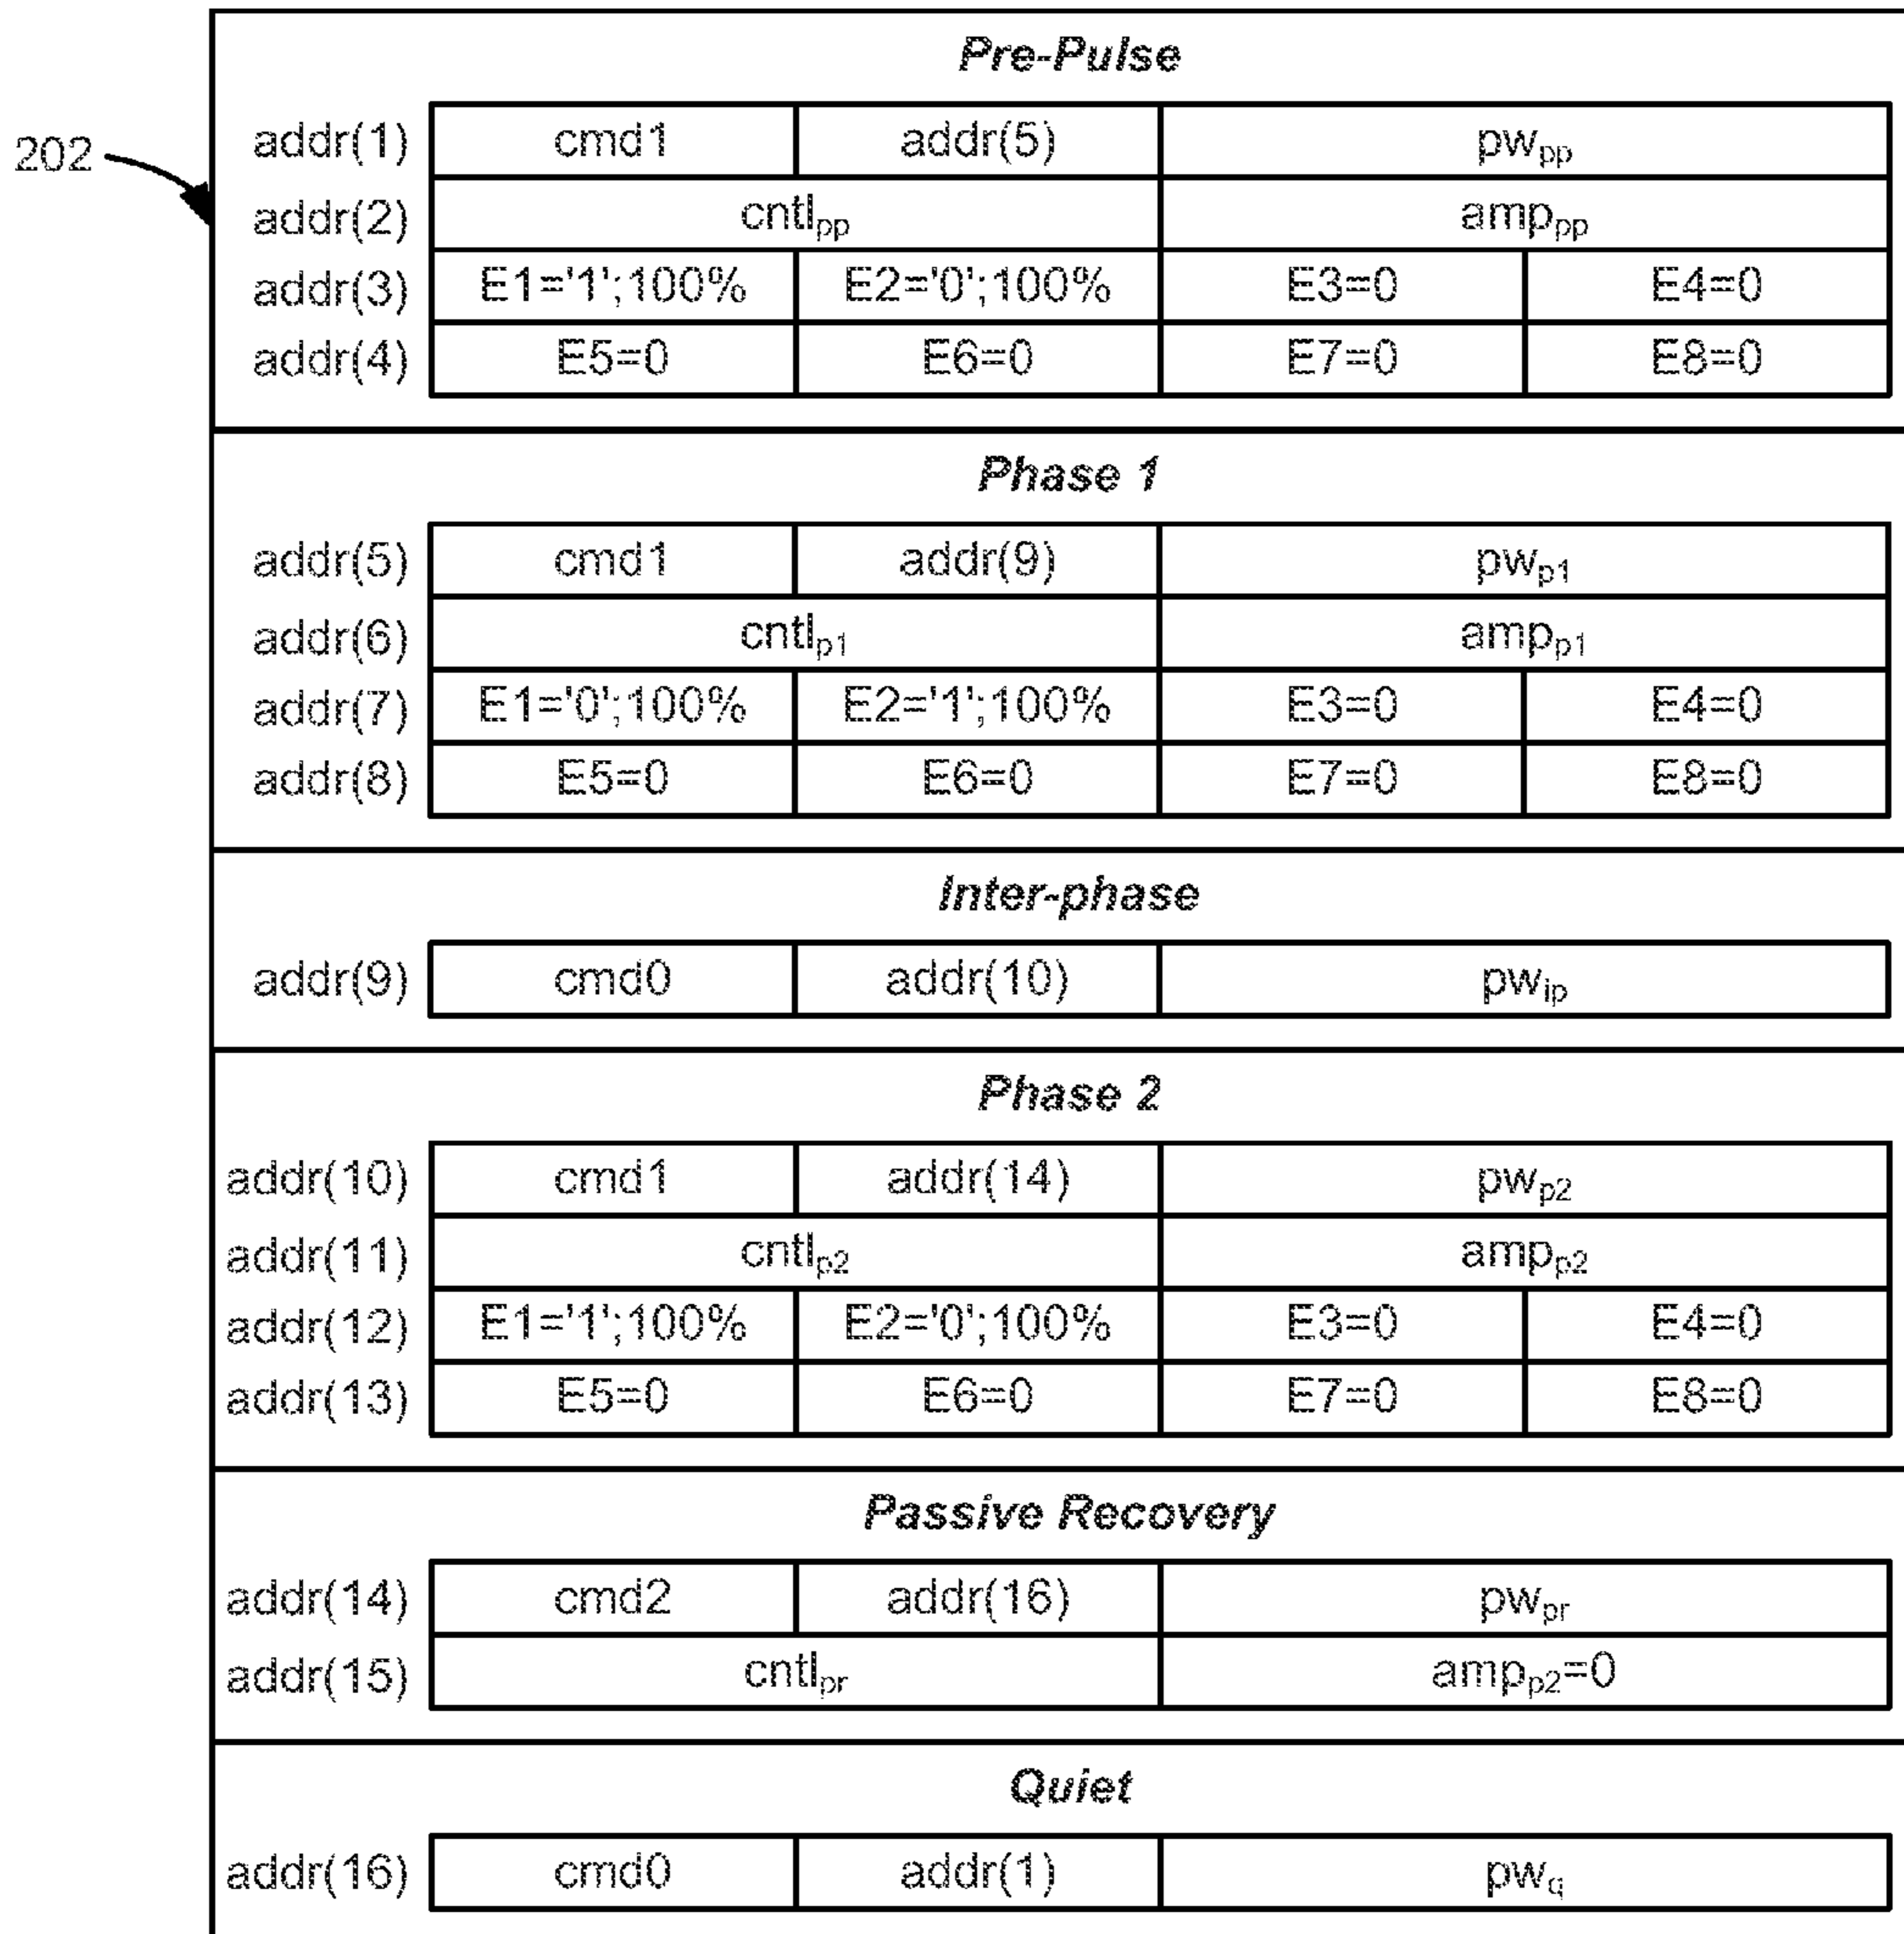 Pre-Pulse
202
addr(1) cmd1 addr(5) pwpp
addr(2) cntlpp amppp
addr(3) E1='1';100% E2='0';100% E3=0 E4=0
addr(4) E5=0 E6=0 E7=0 E8=0
Phase 1
addr(5) cmd1 addr(9) pwp1
addr(6) cntlp1 ampp1
addr(7) E1='0';100% E2='1';100% E3=0 E4=0
addr(8) E5=0 E6=0 E7=0 E8=0
Inter-phase
addr(9) cmd0 addr(10) pwip
Phase 2
addr(10) cmd1 addr(14) pwp2
addr(11) cntlp2 ampp2
addr(12) E1='1';100% E2='0';100% E3=0 E4=0
addr(13) E5=0 E6=0 E7=0 E8=0
Passive Recovery
addr(14) cmd2 addr(16) pwpr
addr(15) cntlpr ampp2=0
Quiet
addr(16) cmd0 addr(1) pwq